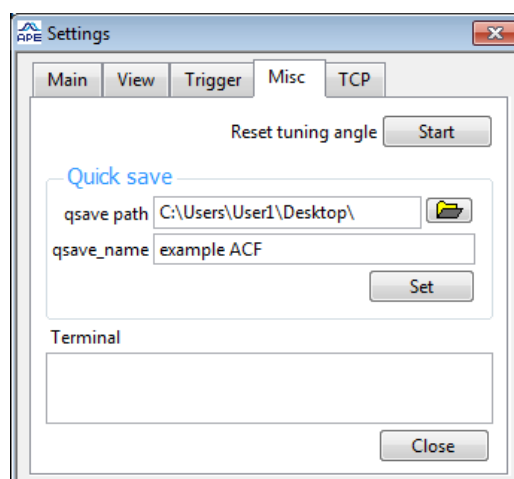 APE Settings
Main View Trigger Misc TCP
Reset tuning angle Start
Quick save
qsave path C:\Users\User1\Desktop\
qsave_name example ACF
Set
Terminal
Close